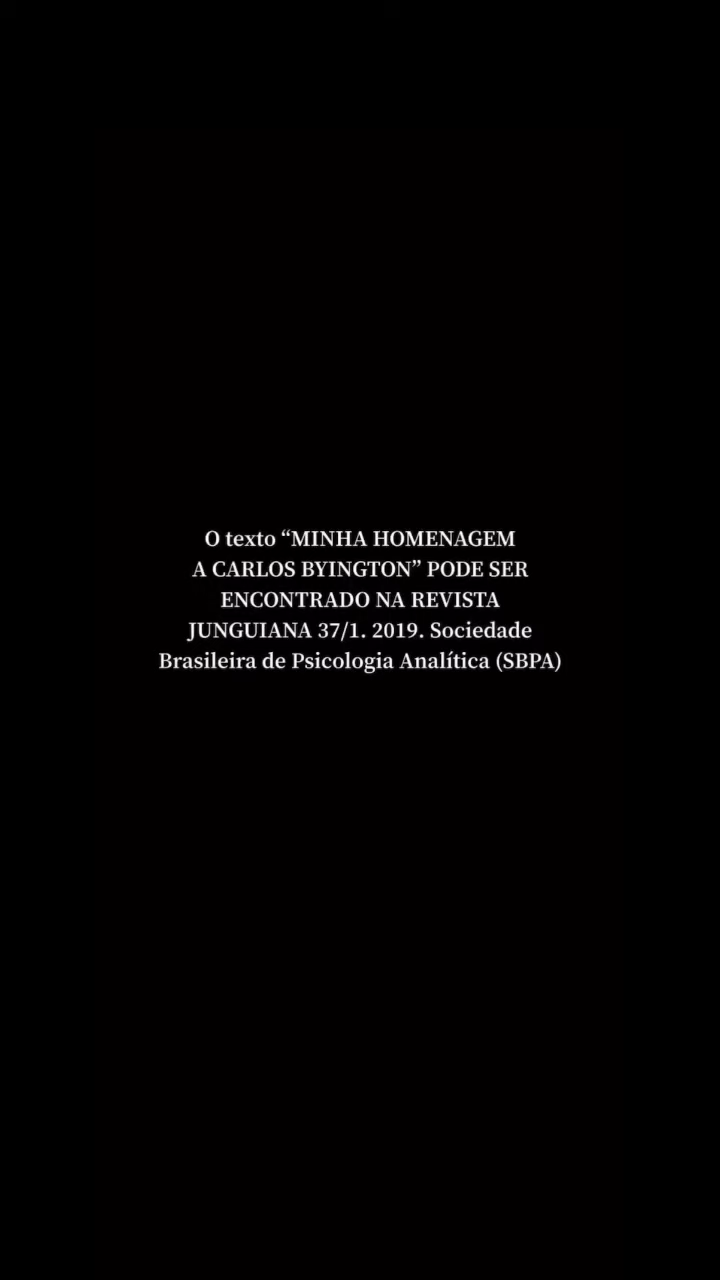 O texto “MINHA HOMENAGEM
A CARLOS BYINGTON” PODE SER
ENCONTRADO NA REVISTA
JUNGUIANA 37/1. 2019. Sociedade
Brasileira de Psicologia Analítica (SBPA)